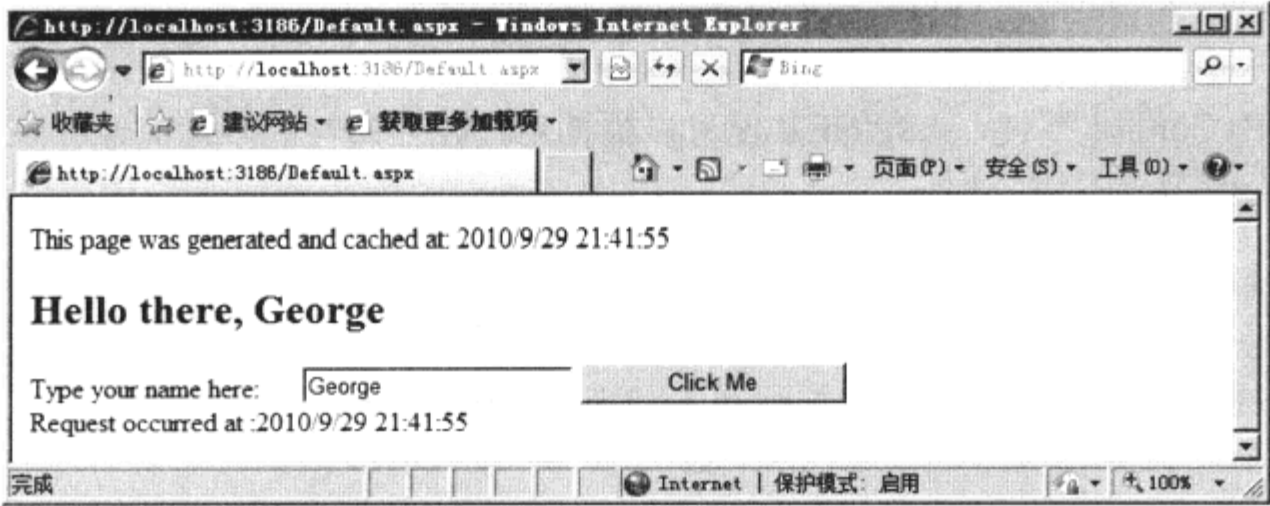 http://localhost:3186/Default.aspx - Windows Internet Explorer
http://localhost:3186/Default.aspx Bing
收藏夹 建议网站 获取更多加载项
http://localhost:3186/Default.aspx 页面(P) 安全(S) 工具(O)
This page was generated and cached at: 2010/9/29 21:41:55
Hello there, George
Type your name here: George Click Me
Request occurred at :2010/9/29 21:41:55
完成 Internet | 保护模式: 启用 100%